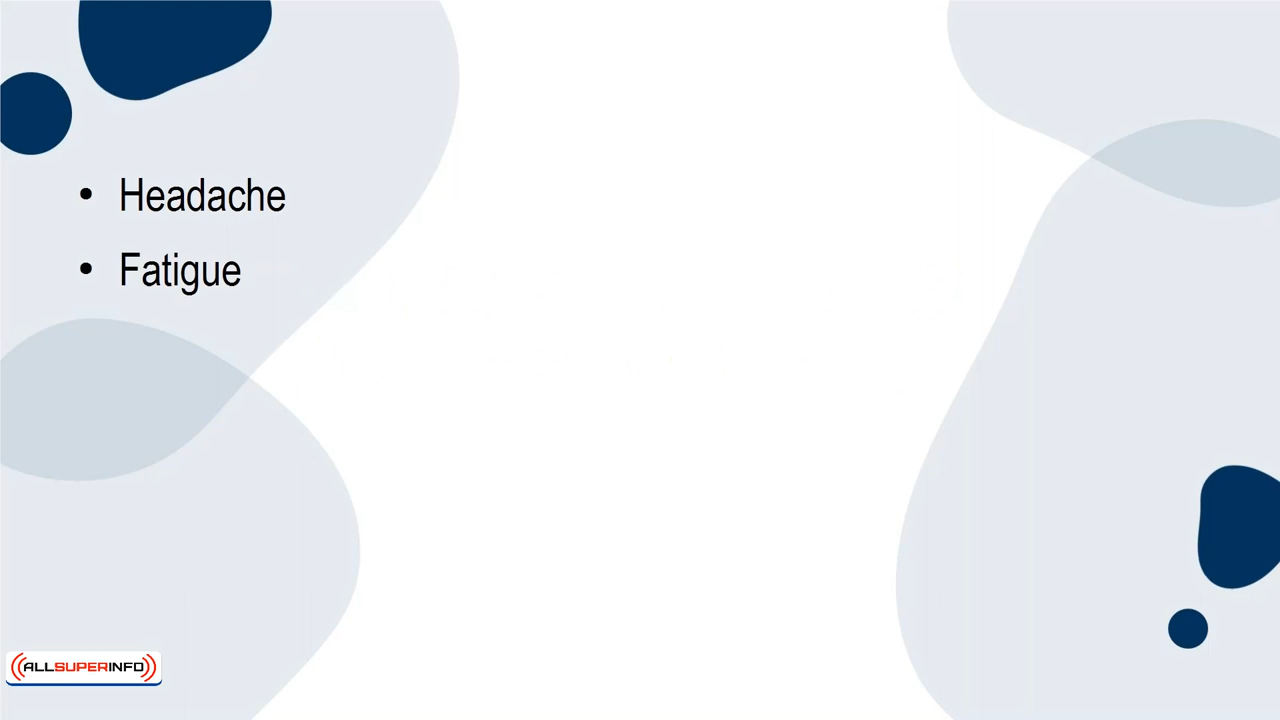 • Headache
• Fatigue
ALLSUPERINFO